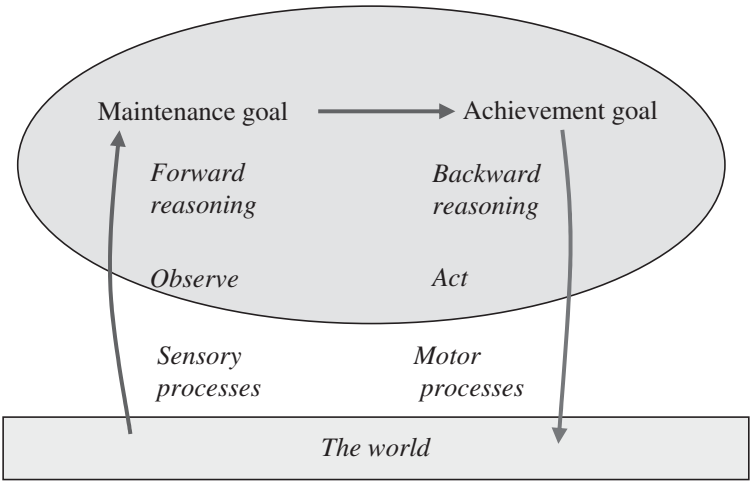 Maintenance goal
Achievement goal
Forward
reasoning
Backward
reasoning
Observe
Act
Sensory
processes
Motor
processes
The world